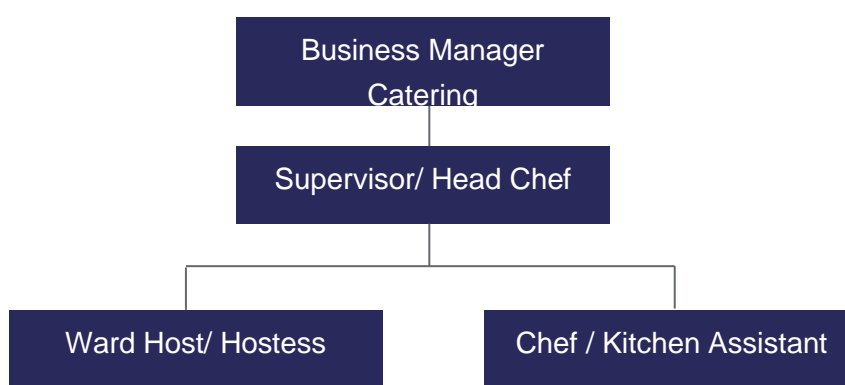 Business Manager
Catering
Supervisor/ Head Chef
Ward Host/ Hostess
Chef / Kitchen Assistant